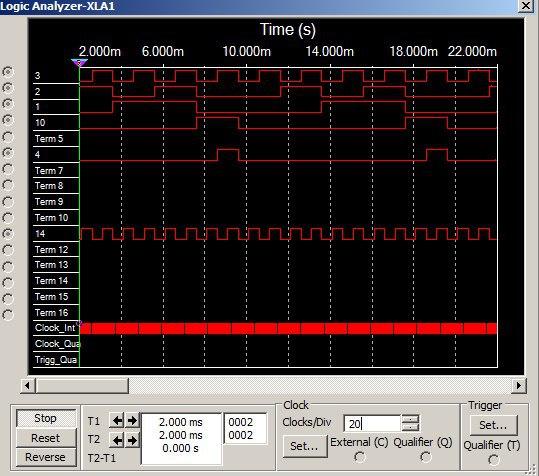 Logic Analyzer-XLA1
Time (s)
2.000m 6.000m 10.000m 14.000m 18.000m 22.000m
3
2
1
10
Term 5
4
Term 7
Term 8
Term 9
Term 10
14
Term 12
Term 13
Term 14
Term 15
Term 16
Clock_Int
Clock_Qua
Trigg_Qua
Stop
Reset
Reverse
T1 2.000 ms 0002
T2 2.000 ms 0002
T2-T1 0.000 s
Clock
Clocks/Div 20
Set... External (C) Qualifier (Q)
Trigger
Set...
Qualifier (T)